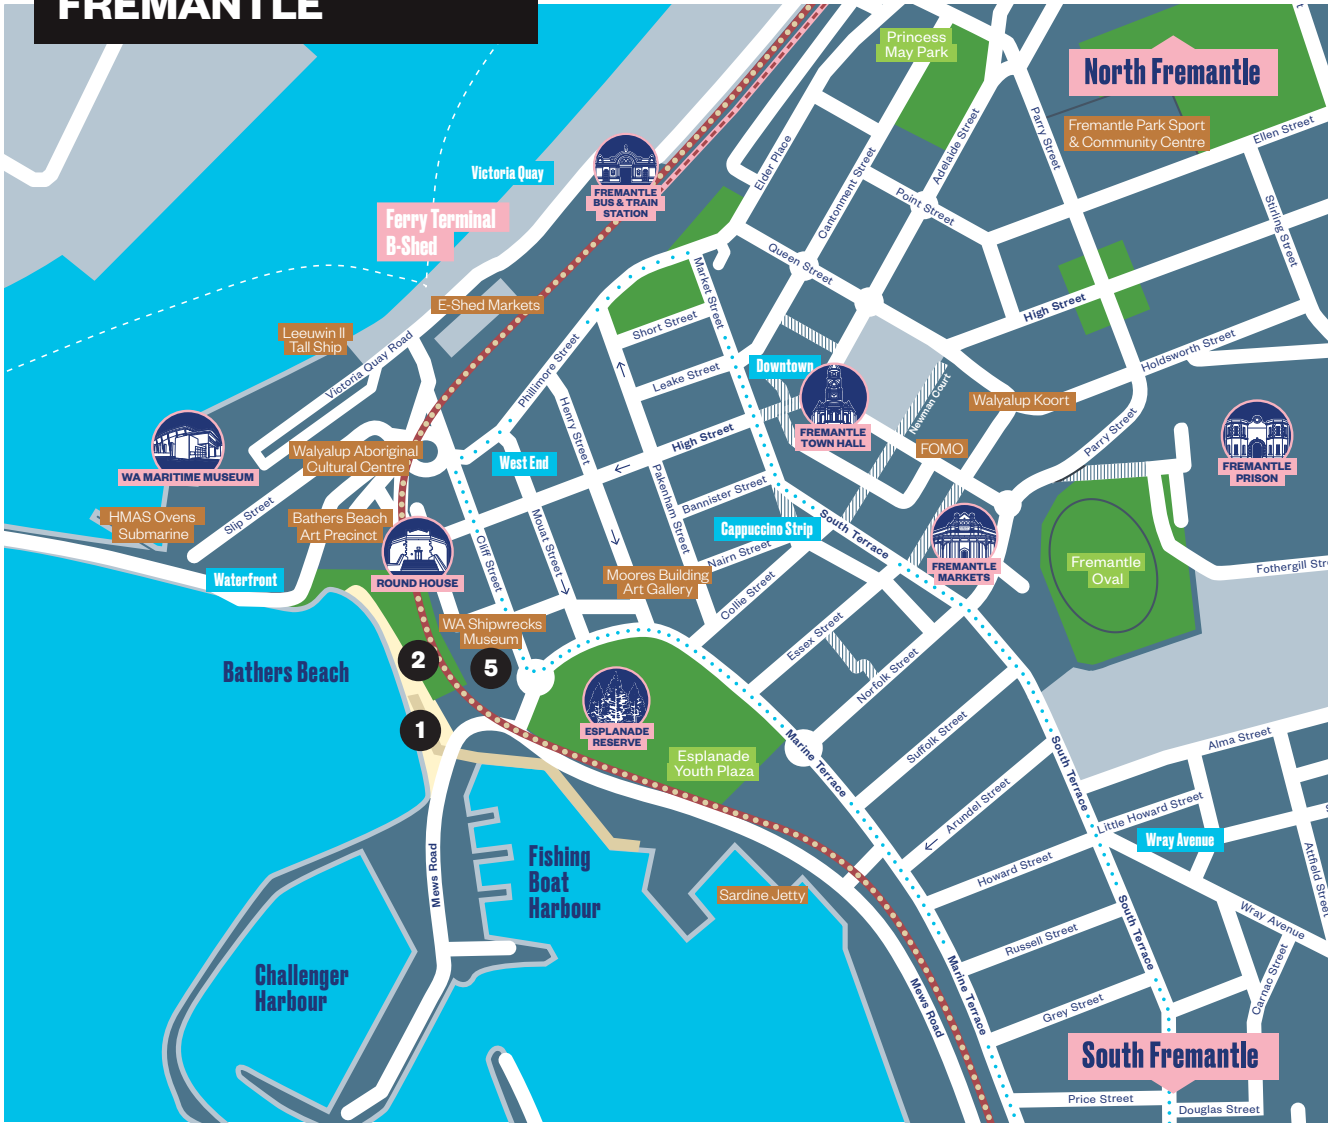 FREMANTLE
Princess
May Park
North Fremantle
Fremantle Park Sport
& Community Centre
Ellen Street
Parry Street
Adelaide Street
Elder Place
Cantonment Street
Point Street
Stirling Street
Victoria Quay
FREMANTLE
BUS & TRAIN
STATION
Ferry Terminal
B-Shed
Queen Street
Market Street
High Street
E-Shed Markets
Leeuwin II
Tall Ship
Victoria Quay Road
Phillimore Street
Short Street
Leake Street
Holdsworth Street
Downtown
Newman Court
Walyalup Koort
Henry Street
High Street
FREMANTLE
TOWN HALL
Parry Street
FOMO
WA MARITIME MUSEUM
Walyalup Aboriginal
Cultural Centre
West End
Pakenham Street
Bannister Street
FREMANTLE
PRISON
HMAS Ovens
Submarine
Slip Street
Bathers Beach
Art Precinct
Cliff Street
Mouat Street
Cappuccino Strip
South Terrace
Nairn Street
Waterfront
ROUND HOUSE
Moores Building
Art Gallery
Collie Street
FREMANTLE
MARKETS
Fremantle
Oval
Fothergill Stre
WA Shipwrecks
Museum
Essex Street
Norfolk Street
Bathers Beach
2
5
1
ESPLANADE
RESERVE
Esplanade
Youth Plaza
Marine Terrace
Suffolk Street
South Terrace
Alma Street
Arundel Street
Little Howard Street
Wray Avenue
Howard Street
Attfield Street
Mews Road
Fishing
Boat
Harbour
Sardine Jetty
South Terrace
Wray Avenue
Russell Street
Carnac Street
Challenger
Harbour
Mews Road
Marine Terrace
Grey Street
South Fremantle
Price Street
Douglas Street